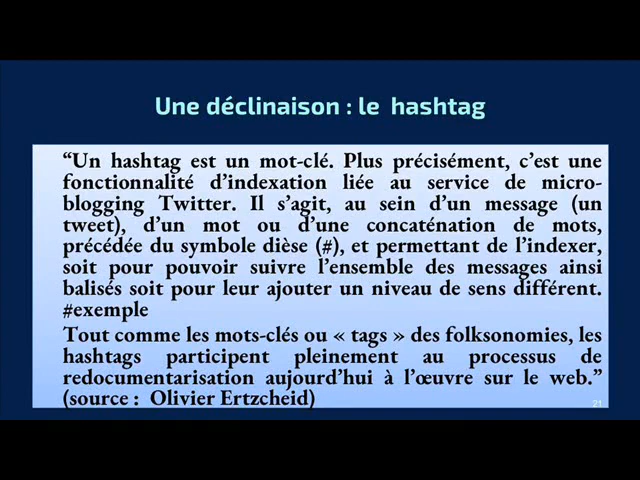 Une déclinaison : le hashtag
“Un hashtag est un mot-clé. Plus précisément, c’est une
fonctionnalité d’indexation liée au service de micro-
blogging Twitter. Il s’agit, au sein d’un message (un
tweet), d’un mot ou d’une concaténation de mots,
précédée du symbole dièse (#), et permettant de l’indexer,
soit pour pouvoir suivre l’ensemble des messages ainsi
balisés soit pour leur ajouter un niveau de sens différent.
#exemple
Tout comme les mots-clés ou « tags » des folksonomies, les
hashtags participent pleinement au processus de
redocumentarisation aujourd’hui à l’œuvre sur le web.”
(source : Olivier Ertzcheid)
21